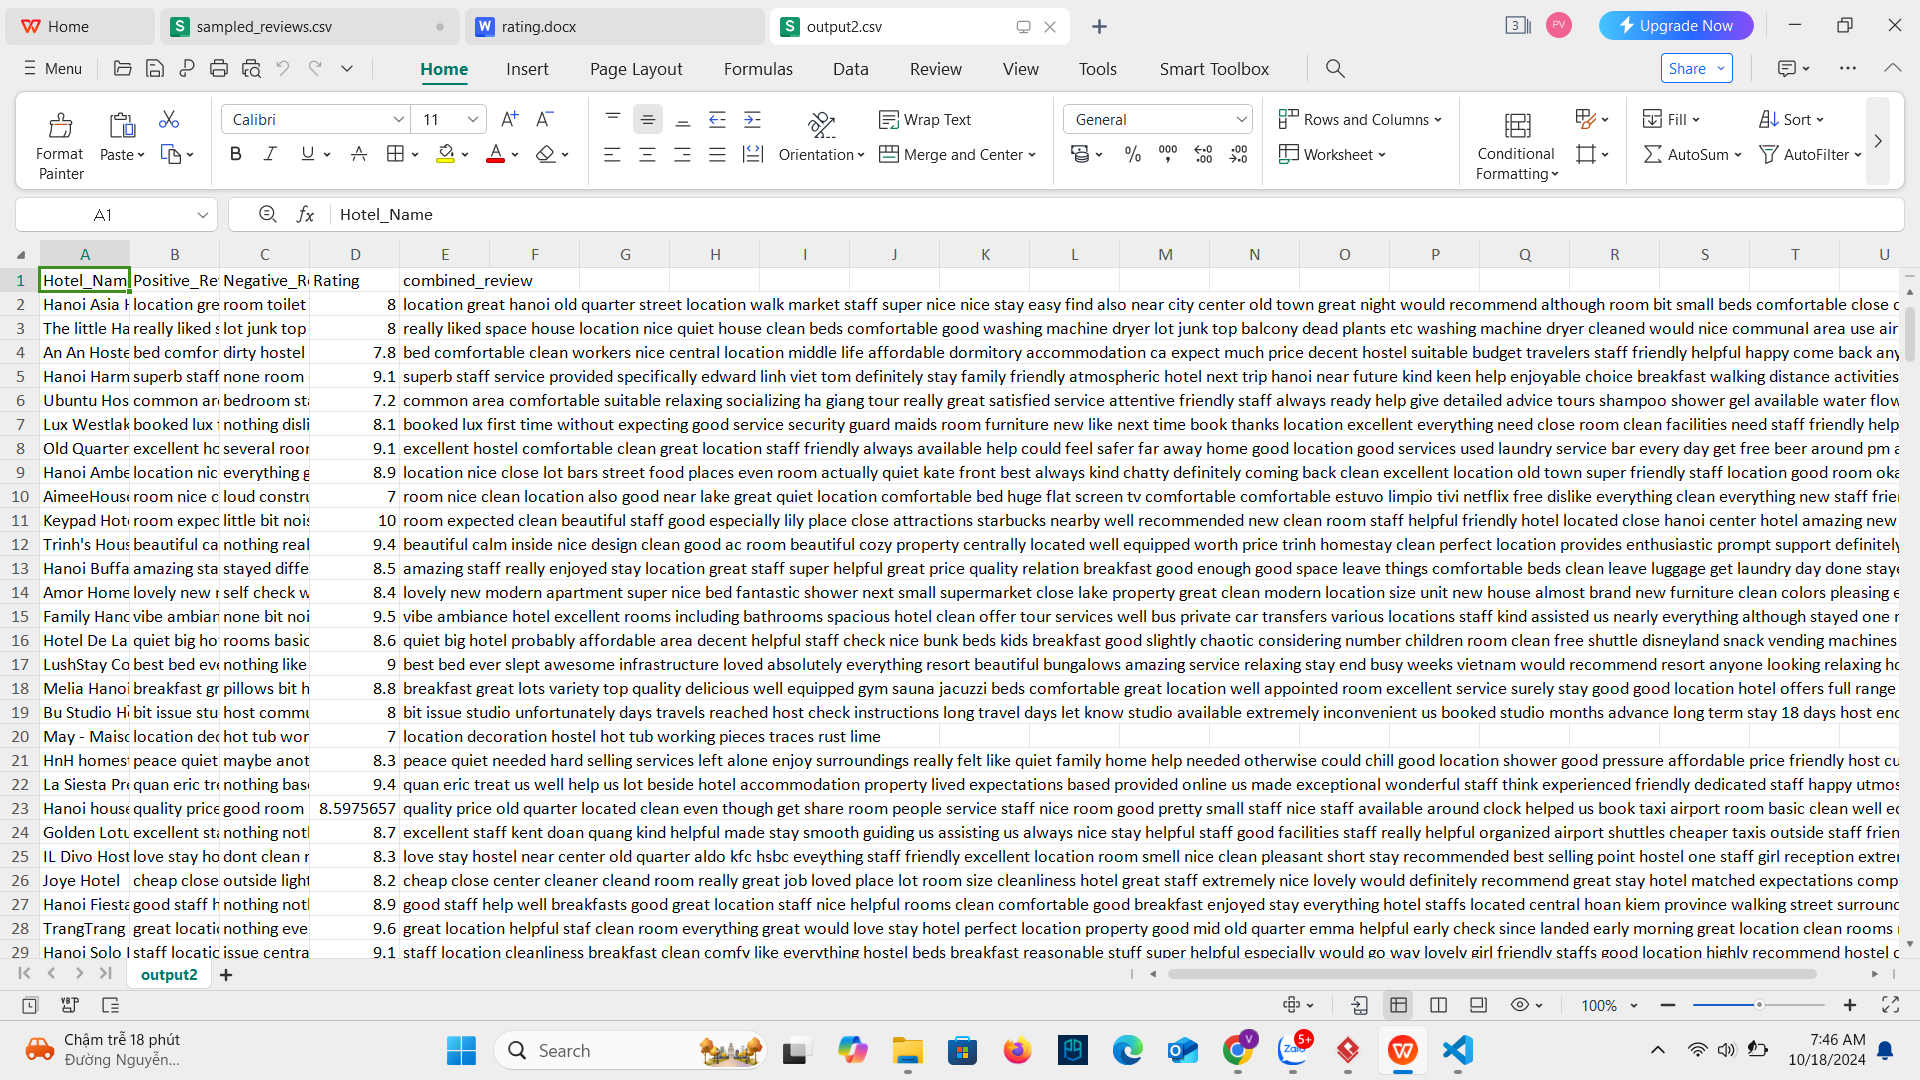 Home
sampled_reviews.csv
rating.docx
output2.csv
3
PV
Upgrade Now
Menu
Home Insert Page Layout Formulas Data Review View Tools Smart Toolbox
Share
Format Painter
Paste
Calibri 11
Orientation
Wrap Text
Merge and Center
General
Rows and Columns
Worksheet
Conditional Formatting
Fill
AutoSum
Sort
AutoFilter
A1 fx Hotel_Name
A B C D E F G H I J K L M N O P Q R S T U
1 Hotel_Nam Positive_Re Negative_R Rating combined_review
2 Hanoi Asia location gre room toilet 8 location great hanoi old quarter street location walk market staff super nice nice stay easy find also near city center old town great night would recommend although room bit small beds comfortable close
3 The little Ha really liked lot junk top 8 really liked space house location nice quiet house clean beds comfortable good washing machine dryer lot junk top balcony dead plants etc washing machine dryer cleaned would nice communal area use air
4 An An Hoste bed comfor dirty hostel 7.8 bed comfortable clean workers nice central location middle life affordable dormitory accommodation ca expect much price decent hostel suitable budget travelers staff friendly helpful happy come back any
5 Hanoi Harm superb staff none room 9.1 superb staff service provided specifically edward linh viet tom definitely stay family friendly atmospheric hotel next trip hanoi near future kind keen help enjoyable choice breakfast walking distance activities
6 Ubuntu Hos common are bedroom sta 7.2 common area comfortable suitable relaxing socializing ha giang tour really great satisfied service attentive friendly staff always ready help give detailed advice tours shampoo shower gel available water flow
7 Lux Westlak booked lux nothing disli 8.1 booked lux first time without expecting good service security guard maids room furniture new like next time book thanks location excellent everything need close room clean facilities need staff friendly help
8 Old Quarter excellent ho several roor 9.1 excellent hostel comfortable clean great location staff friendly always available help could feel safer far away home good location good services used laundry service bar every day get free beer around pm a
9 Hanoi Ambe location nic everything g 8.9 location nice close lot bars street food places even room actually quiet kate front best always kind chatty definitely coming back clean excellent location old town super friendly staff location good room oka
10 AimeeHouse room nice c loud constru 7 room nice clean location also good near lake great quiet location comfortable bed huge flat screen tv comfortable comfortable estuvo limpio tivi netflix free dislike everything clean everything new staff frie
11 Keypad Hot room expec little bit nois 10 room expected clean beautiful staff good especially lily place close attractions starbucks nearby well recommended new clean room staff helpful friendly hotel located close hanoi center hotel amazing new
12 Trinh's Hous beautiful ca nothing real 9.4 beautiful calm inside nice design clean good ac room beautiful cozy property centrally located well equipped worth price trinh homestay clean perfect location provides enthusiastic prompt support definitely
13 Hanoi Buffa amazing sta stayed diffe 8.5 amazing staff really enjoyed stay location great staff super helpful great price quality relation breakfast good enough good space leave things comfortable beds clean leave luggage get laundry day done staye
14 Amor Home lovely new self check w 8.4 lovely new modern apartment super nice bed fantastic shower next small supermarket close lake property great clean modern location size unit new house almost brand new furniture clean colors pleasing e
15 Family Hano vibe ambian none bit noi 9.5 vibe ambiance hotel excellent rooms including bathrooms spacious hotel clean offer tour services well bus private car transfers various locations staff kind assisted us nearly everything although stayed one
16 Hotel De La quiet big ho rooms basic 8.6 quiet big hotel probably affordable area decent helpful staff check nice bunk beds kids breakfast good slightly chaotic considering number children room clean free shuttle disneyland snack vending machines
17 LushStay Co best bed eve nothing like 9 best bed ever slept awesome infrastructure loved absolutely everything resort beautiful bungalows amazing service relaxing stay end busy weeks vietnam would recommend resort anyone looking relaxing ho
18 Melia Hanoi breakfast gr pillows bit h 8.8 breakfast great lots variety top quality delicious well equipped gym sauna jacuzzi beds comfortable great location well appointed room excellent service surely stay good good location hotel offers full range
19 Bu Studio H bit issue stu host commu 8 bit issue studio unfortunately days travels reached host check instructions long travel days let know studio available extremely inconvenient us booked studio months advance long term stay 18 days host enc
20 May - Maiso location dec hot tub wor 7 location decoration hostel hot tub working pieces traces rust lime
21 HnH homest peace quiet maybe anot 8.3 peace quiet needed hard selling services left alone enjoy surroundings really felt like quiet family home help needed otherwise could chill good location shower good pressure affordable price friendly host cu
22 La Siesta Pre quan eric tre nothing base 9.4 quan eric treat us well help us lot beside hotel accommodation property lived expectations based provided online us made exceptional wonderful staff think experienced friendly dedicated staff happy utmos
23 Hanoi house quality price good room 8.5975657 quality price old quarter located clean even though get share room people service staff nice room good pretty small staff nice staff available around clock helped us book taxi airport room basic clean well ec
24 Golden Lotu excellent sta nothing noth 8.7 excellent staff kent doan quang kind helpful made stay smooth guiding us assisting us always nice stay helpful staff good facilities staff really helpful organized airport shuttles cheaper taxis outside staff frien
25 IL Divo Host love stay ho dont clean r 8.3 love stay hostel near center old quarter aldo kfc hsbc eveything staff friendly excellent location room smell nice clean pleasant short stay recommended best selling point hostel one staff girl reception extre
26 Joye Hotel cheap close outside light 8.2 cheap close center cleaner cleand room really great job loved place lot room size cleanliness hotel great staff extremely nice lovely would definitely recommend great stay hotel matched expectations comp
27 Hanoi Fiesta good staff h nothing noth 8.9 good staff help well breakfasts good great location staff nice helpful rooms clean comfortable good breakfast enjoyed stay everything hotel staffs located central hoan kiem province walking street surround
28 TrangTrang great locatio nothing eve 9.6 great location helpful staf clean room everything great would love stay hotel perfect location property good mid old quarter emma helpful early check since landed early morning great location clean rooms
29 Hanoi Solo staff locatio issue centra 9.1 staff location cleanliness breakfast clean comfy like everything hostel beds breakfast reasonable stuff super helpful especially would go way lovely girl friendly staffs good location highly recommend hostel c
output2
100%
Chậm trễ 18 phút
Đường Nguyễn...
Search
5+
7:46 AM
10/18/2024